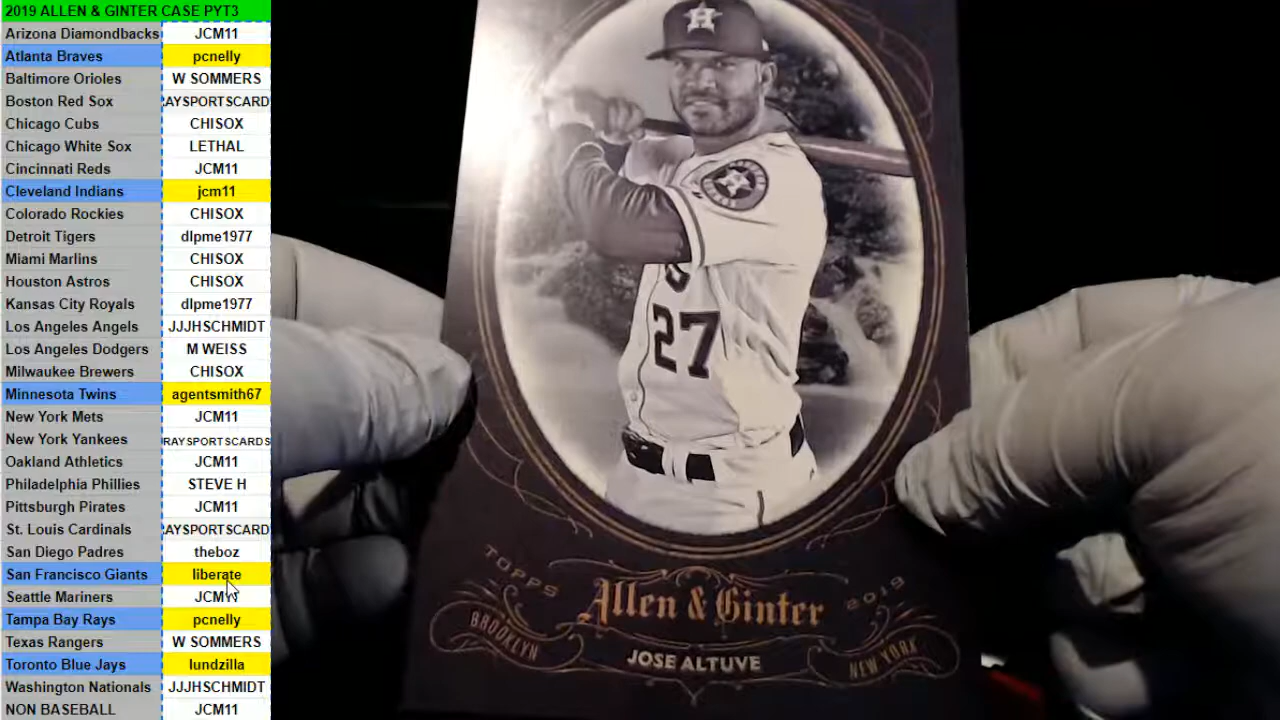 2019 ALLEN & GINTER CASE PYT3
Arizona Diamondbacks JCM11
Atlanta Braves pcnelly
Baltimore Orioles W SOMMERS
Boston Red Sox AYSPORTSCARD
Chicago Cubs CHISOX
Chicago White Sox LETHAL
Cincinnati Reds JCM11
Cleveland Indians jcm11
Colorado Rockies CHISOX
Detroit Tigers dlpme1977
Miami Marlins CHISOX
Houston Astros CHISOX
Kansas City Royals dlpme1977
Los Angeles Angels JJJHSCHMIDT
Los Angeles Dodgers M WEISS
Milwaukee Brewers CHISOX
Minnesota Twins agentsmith67
New York Mets JCM11
New York Yankees RAYSPORTSCARDS
Oakland Athletics JCM11
Philadelphia Phillies STEVE H
Pittsburgh Pirates JCM11
St. Louis Cardinals AYSPORTSCARD
San Diego Padres theboz
San Francisco Giants liberate
Seattle Mariners JCM11
Tampa Bay Rays pcnelly
Texas Rangers W SOMMERS
Toronto Blue Jays lundzilla
Washington Nationals JJJHSCHMIDT
NON BASEBALL JCM11
H
27
TOPPS 2019
Allen & Ginter
BROOKLYN NEW YORK
JOSE ALTUVE